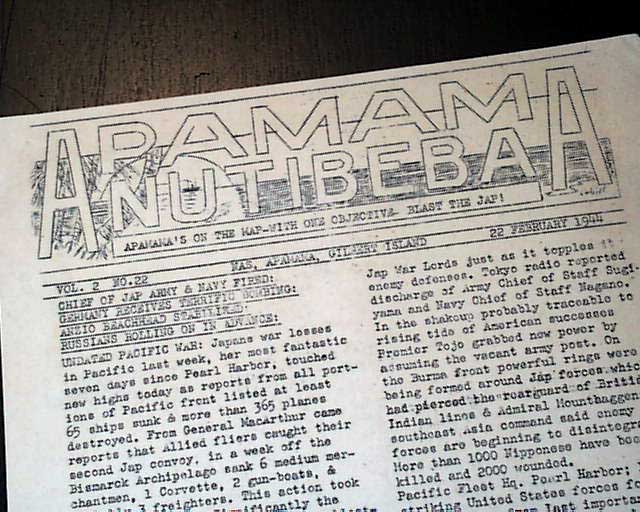 APAMAMA
NUTIBEBA
APAMAMA'S ON THE MAP-WITH ONE OBJECTIVE- BLAST THE JAP!
VOL. 2 NO.22
NAS, APAMAMA, GILBERT ISLAND
22 FEBRUARY 1944
CHIEF OF JAP ARMY & NAVY FIRED:
GERMANY RECEIVES TERRIFIC BOMBING:
ANZIO BEACHHEAD STABILIZED:
RUSSIANS ROLLING ON IN ADVANCE:
UNDATED PACIFIC WAR: Japans war losses
in Pacific last week, her most fantastic
seven days since Pearl Harbor, touched
new highs today as reports from all port-
ions of Pacific front listed at least
65 ships sunk & more than 365 planes
destroyed. From General MacArthur came
reports that Allied fliers caught their
second Jap convoy, in a week off the
Bismarck Archipelago sank 6 medium mer-
chantmen, 1 Corvette, 2 gun-boats, &
3 freighters. This action took
the
Jap War Lords just as it topples
enemy defenses. Tokyo radio reported
discharge of Army Chief of Staff Sugi-
yama and Navy Chief of Staff Nagano.
In the shakeup probably traceable to
rising tide of American successes
Premier Tojo grabbed new power by
assuming the vacant army post. On
the Burma front powerful rings were
being formed around Jap forces which
had pierced the rearguard of British
Indian lines & Admiral Mountbaggen
southeast Asia command said enemy
forces are beginning to disintegra
More than 1000 Nipponese have bee
killed and 2000 wounded.
Pacific Fleet Hq. Pearl Harbor:
striking United States forces
from last import